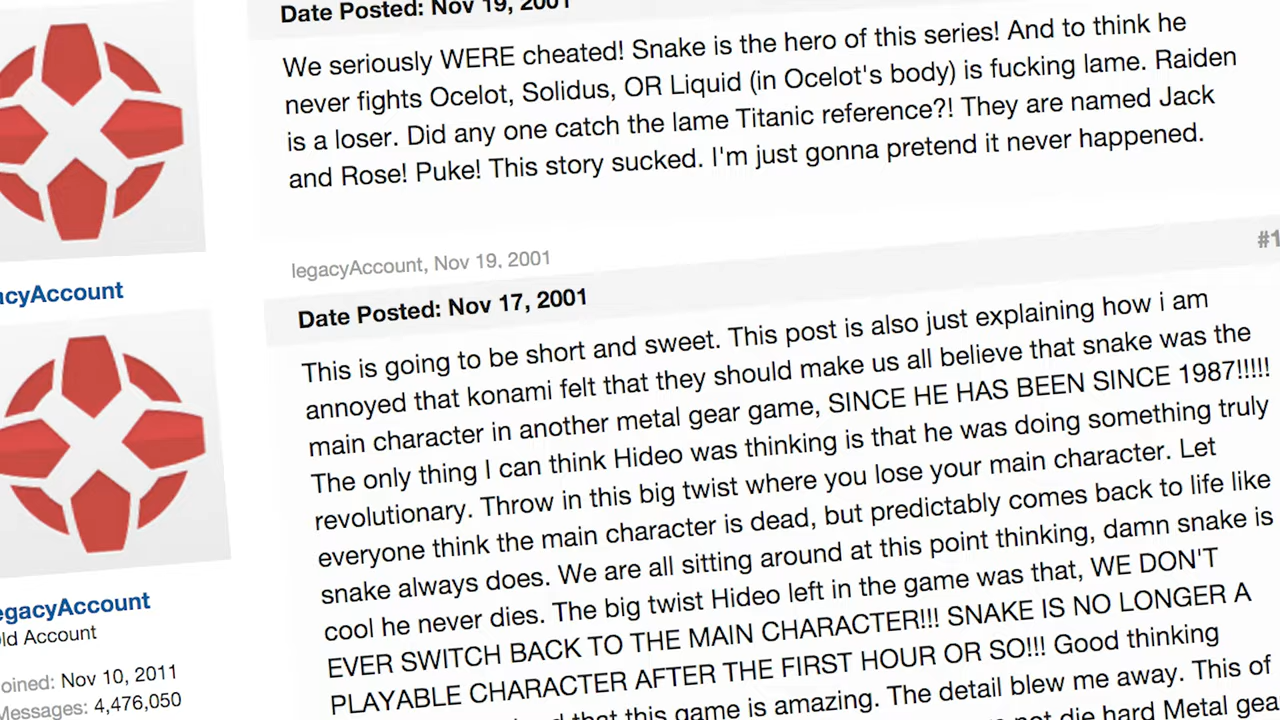 Date Posted: Nov 19, 2001
We seriously WERE cheated! Snake is the hero of this series! And to think he
never fights Ocelot, Solidus, OR Liquid (in Ocelot's body) is fucking lame. Raiden
is a loser. Did any one catch the lame Titanic reference?! They are named Jack
and Rose! Puke! This story sucked. I'm just gonna pretend it never happened.
legacyAccount, Nov 19, 2001
#1
cyAccount
Date Posted: Nov 17, 2001
This is going to be short and sweet. This post is also just explaining how i am
annoyed that konami felt that they should make us all believe that snake was the
main character in another metal gear game, SINCE HE HAS BEEN SINCE 1987!!!!!
The only thing I can think Hideo was thinking is that he was doing something truly
revolutionary. Throw in this big twist where you lose your main character. Let
everyone think the main character is dead, but predictably comes back to life like
snake always does. We are all sitting around at this point thinking, damn snake is
cool he never dies. The big twist Hideo left in the game was that, WE DON'T
EVER SWITCH BACK TO THE MAIN CHARACTER!!! SNAKE IS NO LONGER A
PLAYABLE CHARACTER AFTER THE FIRST HOUR OR SO!!! Good thinking
that this game is amazing. The detail blew me away. This of
not die hard Metal gea
egacyAccount
ld Account
oined: Nov 10, 2011
Messages: 4,476,050